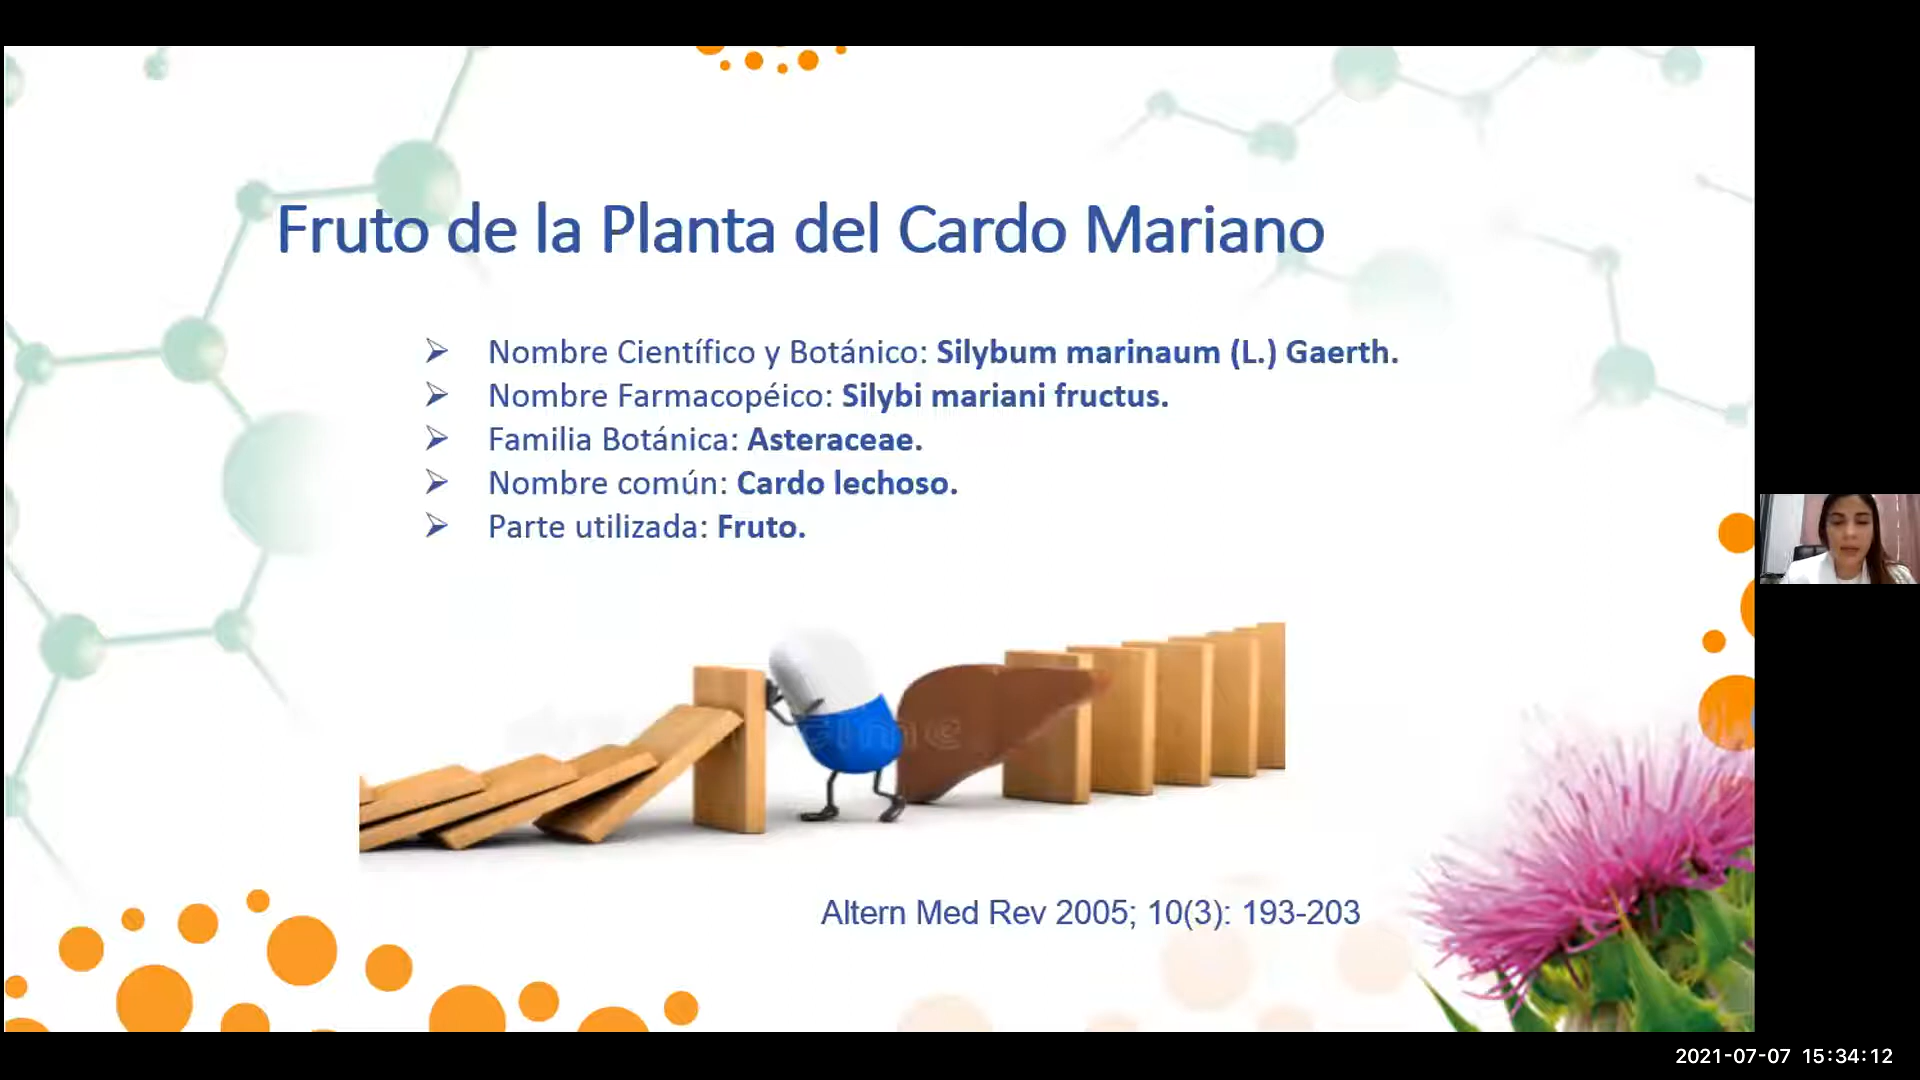 Fruto de la Planta del Cardo Mariano
Nombre Científico y Botánico: Silybum marinaum (L.) Gaerth.
Nombre Farmacopéico: Silybi mariani fructus.
Familia Botánica: Asteraceae.
Nombre común: Cardo lechoso.
Parte utilizada: Fruto.
Altern Med Rev 2005; 10(3): 193-203
2021-07-07 15:34:12